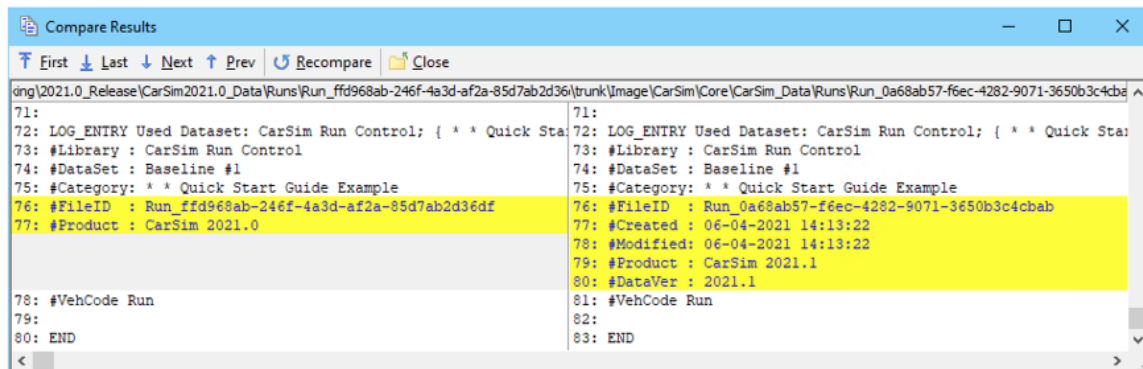 Compare Results
First Last Next Prev Recompare Close
king\2021.0_Release\CarSim2021.0_Data\Runs\Run_ffd968ab-246f-4a3d-af2a-85d7ab2d36 \trunk\Image\CarSim\Core\CarSim_Data\Runs\Run_0a68ab57-f6ec-4282-9071-3650b3c4cba
71:
72: LOG_ENTRY Used Dataset: CarSim Run Control; { * * Quick Sta
73: #Library : CarSim Run Control
74: #DataSet : Baseline #1
75: #Category: * * Quick Start Guide Example
76: #FileID : Run_ffd968ab-246f-4a3d-af2a-85d7ab2d36df
77: #Product : CarSim 2021.0
78: #VehCode Run
79:
80: END
71:
72: LOG_ENTRY Used Dataset: CarSim Run Control; { * * Quick Sta
73: #Library : CarSim Run Control
74: #DataSet : Baseline #1
75: #Category: * * Quick Start Guide Example
76: #FileID : Run_0a68ab57-f6ec-4282-9071-3650b3c4cbab
77: #Created : 06-04-2021 14:13:22
78: #Modified: 06-04-2021 14:13:22
79: #Product : CarSim 2021.1
80: #DataVer : 2021.1
81: #VehCode Run
82:
83: END